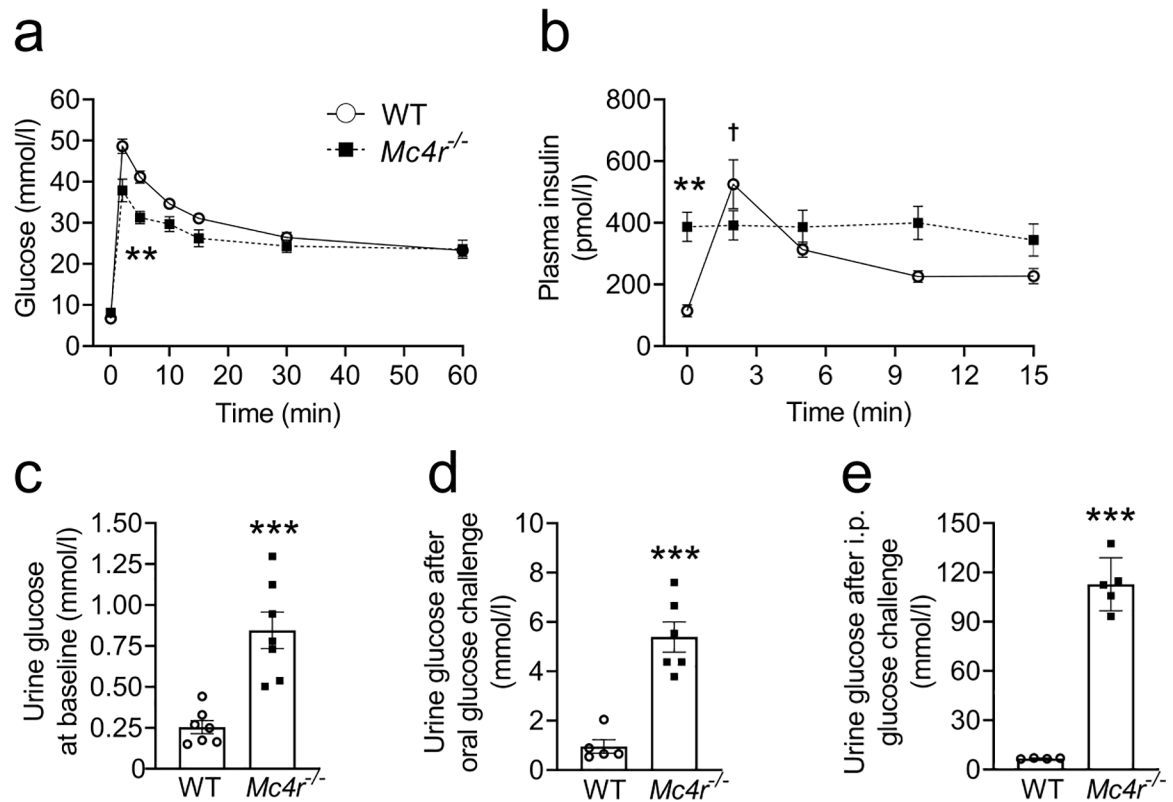 a
Glucose (mmol/l)
60
50
40
30
20
10
0
WT
Mc4r-/-
**
0 10 20 30 40 50 60
Time (min)
b
Plasma insulin
(pmol/l)
800
600
400
200
0
**
†
0 3 6 9 12 15
Time (min)
c
Urine glucose
at baseline (mmol/l)
1.50
1.25
1.00
0.75
0.50
0.25
0
***
WT Mc4r-/-
d
Urine glucose after
oral glucose challenge
(mmol/l)
10
8
6
4
2
0
***
WT Mc4r-/-
e
Urine glucose after i.p.
glucose challenge
(mmol/l)
150
120
90
60
30
0
***
WT Mc4r-/-